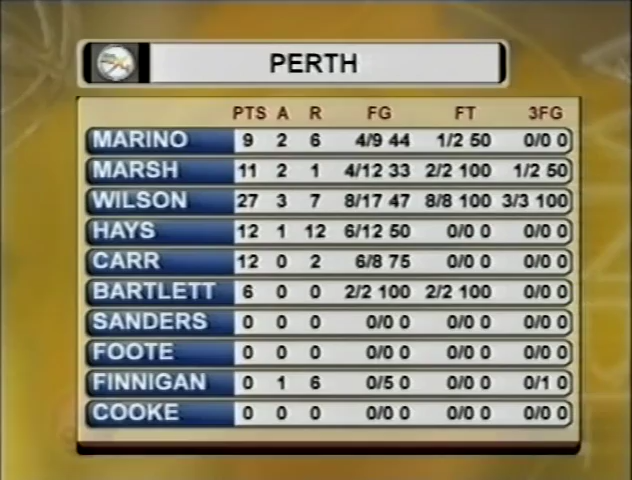 PERTH
PTS A R FG FT 3FG
MARINO 9 2 6 4/9 44 1/2 50 0/0 0
MARSH 11 2 1 4/12 33 2/2 100 1/2 50
WILSON 27 3 7 8/17 47 8/8 100 3/3 100
HAYS 12 1 12 6/12 50 0/0 0 0/0 0
CARR 12 0 2 6/8 75 0/0 0 0/0 0
BARTLETT 6 0 0 2/2 100 2/2 100 0/0 0
SANDERS 0 0 0 0/0 0 0/0 0 0/0 0
FOOTE 0 0 0 0/0 0 0/0 0 0/0 0
FINNIGAN 0 1 6 0/5 0 0/0 0 0/1 0
COOKE 0 0 0 0/0 0 0/0 0 0/0 0